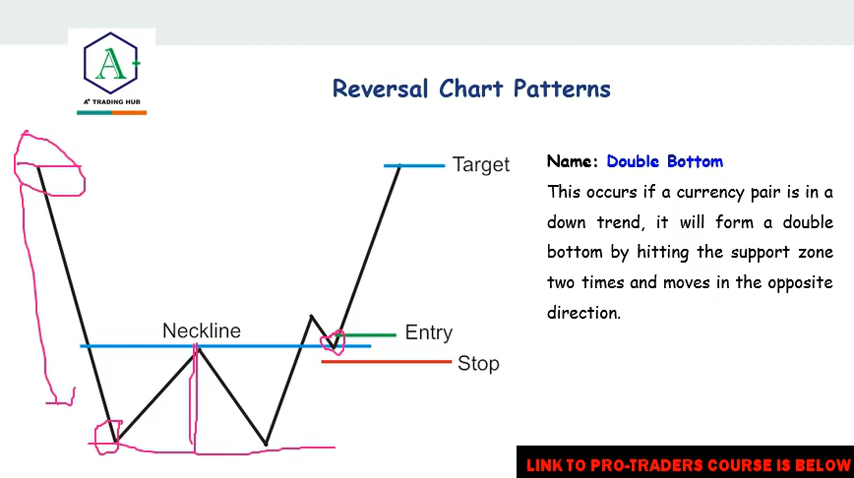 A+
A+ TRADING HUB
Reversal Chart Patterns
Target
Neckline
Entry
Stop
Name: Double Bottom
This occurs if a currency pair is in a
down trend, it will form a double
bottom by hitting the support zone
two times and moves in the opposite
direction.
LINK TO PRO-TRADERS COURSE IS BELOW